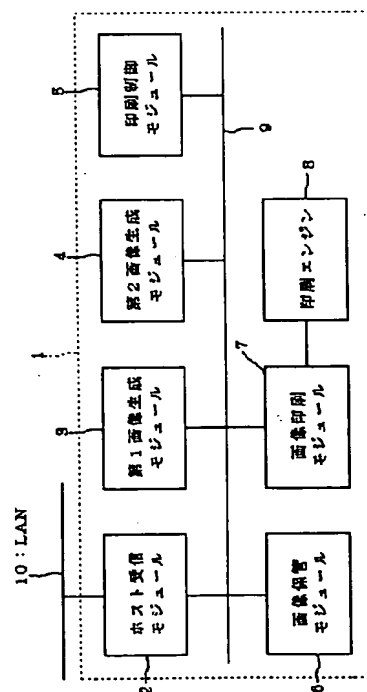 10:LAN
1
2
ホスト受信
モジュール
3
第1画像生成
モジュール
4
第2画像生成
モジュール
5
印刷制御
モジュール
9
6
画像保管
モジュール
7
画像印刷
モジュール
8
印刷エンジン